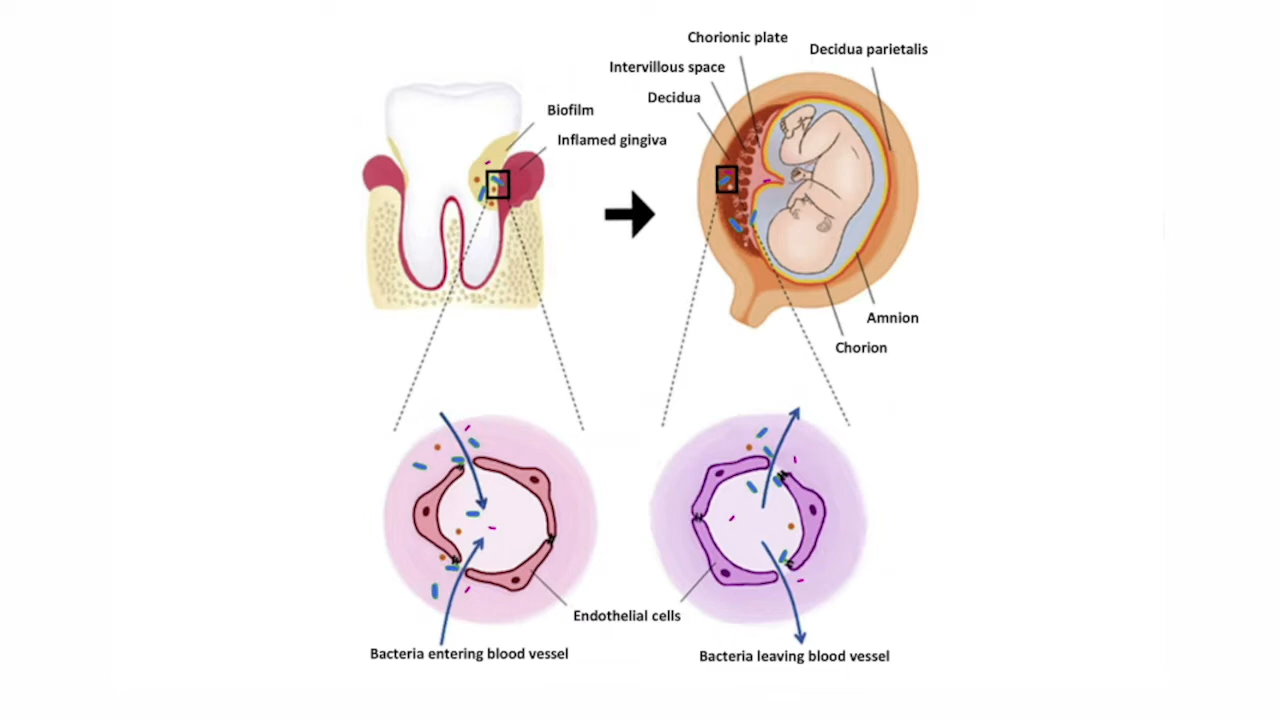 Chorionic plate
Decidua parietalis
Intervillous space
Decidua
Biofilm
Inflamed gingiva
Amnion
Chorion
Endothelial cells
Bacteria entering blood vessel
Bacteria leaving blood vessel